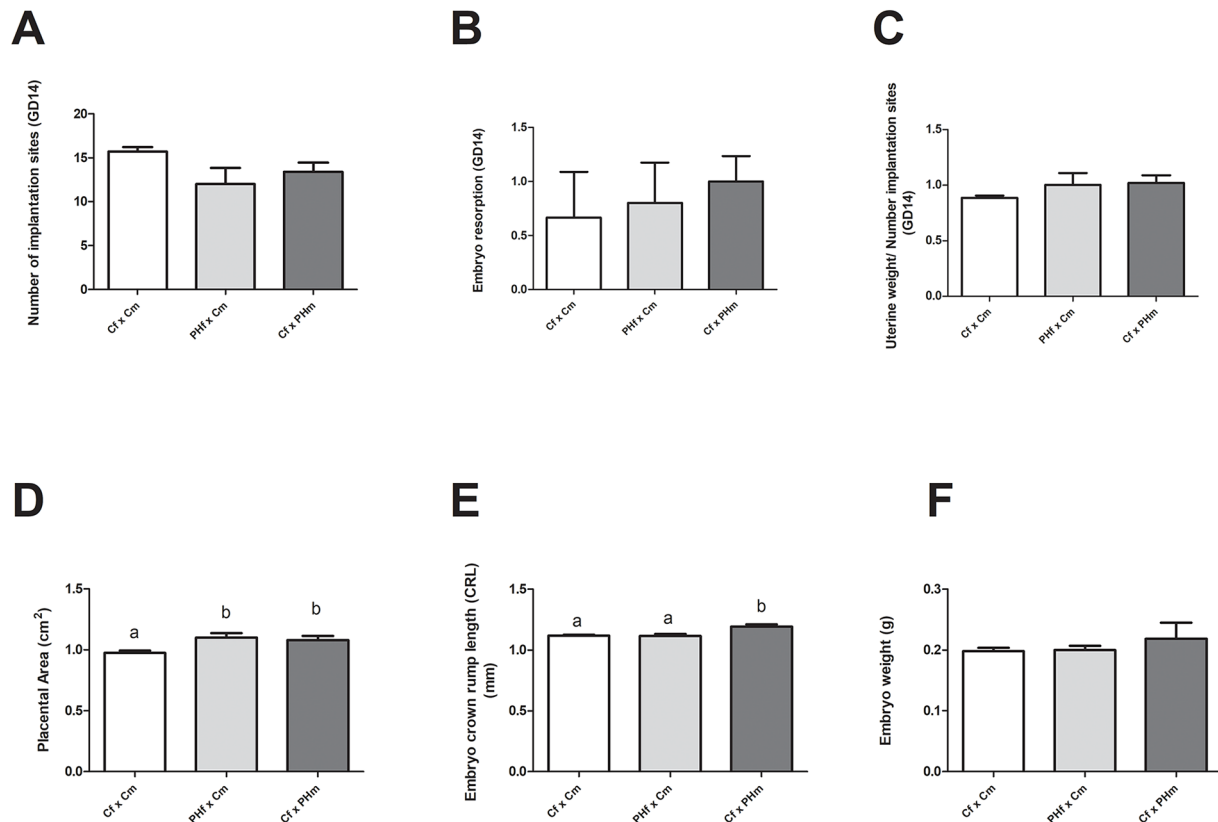 A
Number of implantation sites (GD14)
20
15
10
5
0
Cf x Cm
PHf x Cm
Cf x PHm
B
Embryo resorption (GD14)
1.5
1.0
0.5
0.0
Cf x Cm
PHf x Cm
Cf x PHm
C
Uterine weight/ Number implantation sites
(GD14)
1.5
1.0
0.5
0.0
Cf x Cm
PHf x Cm
Cf x PHm
D
Placental Area (cm²)
1.5
1.0
0.5
0.0
a
b
b
Cf x Cm
PHf x Cm
Cf x PHm
E
Embryo crown rump length (CRL)
(mm)
1.5
1.0
0.5
0.0
a
a
b
Cf x Cm
PHf x Cm
Cf x PHm
F
Embryo weight (g)
0.3
0.2
0.1
0.0
Cf x Cm
PHf x Cm
Cf x PHm